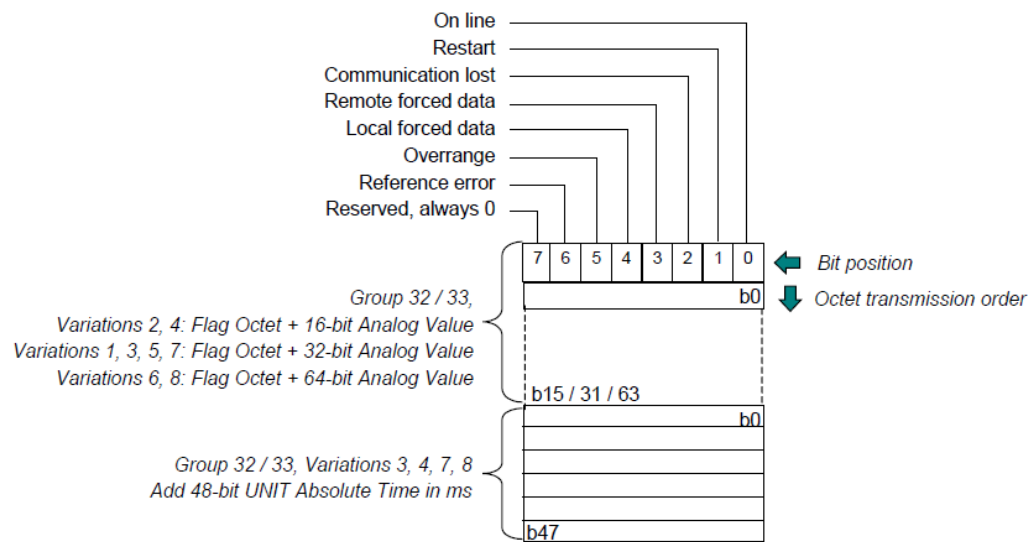 On line
Restart
Communication lost
Remote forced data
Local forced data
Overrange
Reference error
Reserved, always 0
7 6 5 4 3 2 1 0
Bit position
b0
Octet transmission order
Group 32 / 33,
Variations 2, 4: Flag Octet + 16-bit Analog Value
Variations 1, 3, 5, 7: Flag Octet + 32-bit Analog Value
Variations 6, 8: Flag Octet + 64-bit Analog Value
b15 / 31 / 63
b0
Group 32 / 33, Variations 3, 4, 7, 8
Add 48-bit UNIT Absolute Time in ms
b47